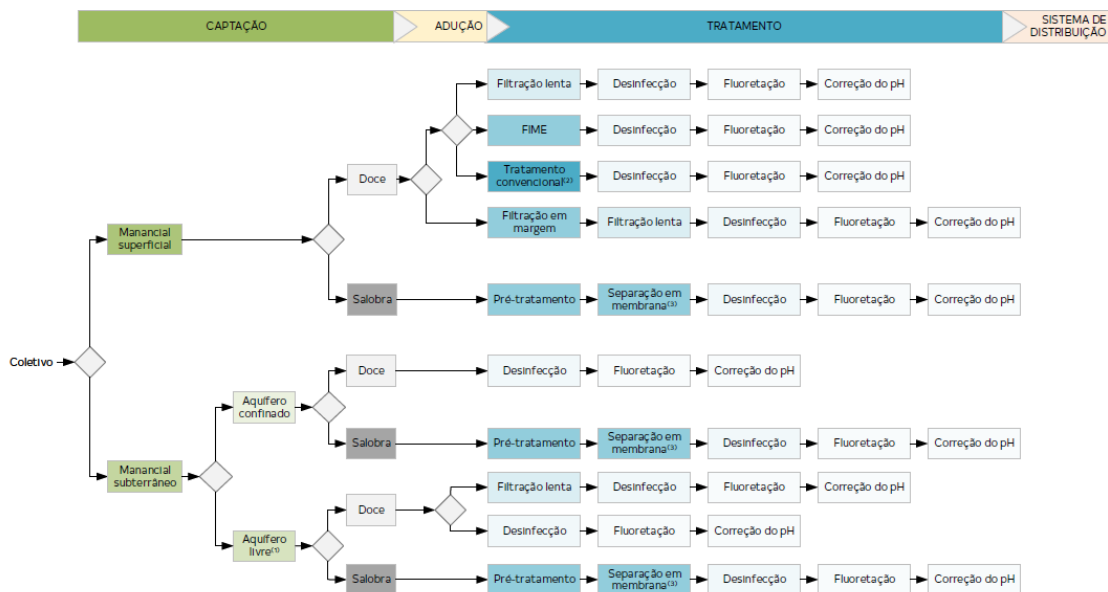 CAPTAÇÃO
ADUÇÃO
TRATAMENTO
SISTEMA DE
DISTRIBUIÇÃO
Filtração lenta
Desinfecção
Fluoretação
Correção do pH
FIME
Desinfecção
Fluoretação
Correção do pH
Doce
Tratamento
convencional⁽²⁾
Desinfecção
Fluoretação
Correção do pH
Manancial
superficial
Filtração em
margem
Filtração lenta
Desinfecção
Fluoretação
Correção do pH
Salobra
Pré-tratamento
Separação em
membrana⁽³⁾
Desinfecção
Fluoretação
Correção do pH
Coletivo
Doce
Desinfecção
Fluoretação
Correção do pH
Aquífero
confinado
Salobra
Pré-tratamento
Separação em
membrana⁽³⁾
Desinfecção
Fluoretação
Correção do pH
Manancial
subterrâneo
Filtração lenta
Desinfecção
Fluoretação
Correção do pH
Doce
Desinfecção
Fluoretação
Correção do pH
Aquífero
livre⁽¹⁾
Salobra
Pré-tratamento
Separação em
membrana⁽³⁾
Desinfecção
Fluoretação
Correção do pH